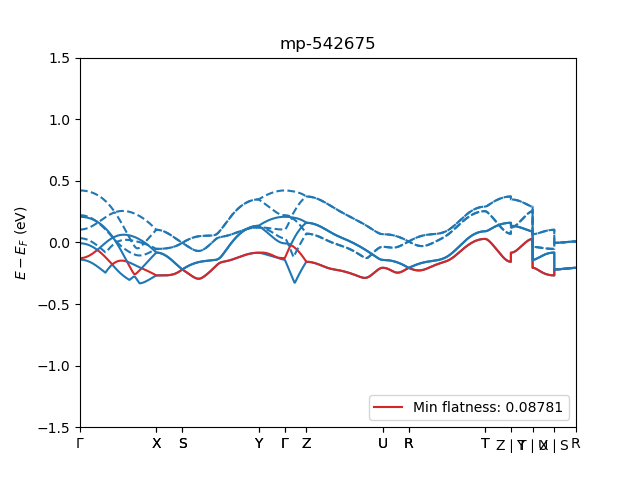 mp-542675
E − E_F (eV)
1.5
1.0
0.5
0.0
−0.5
−1.0
−1.5
Min flatness: 0.08781
Γ X S Y Γ Z U R T Z | T | U | S R